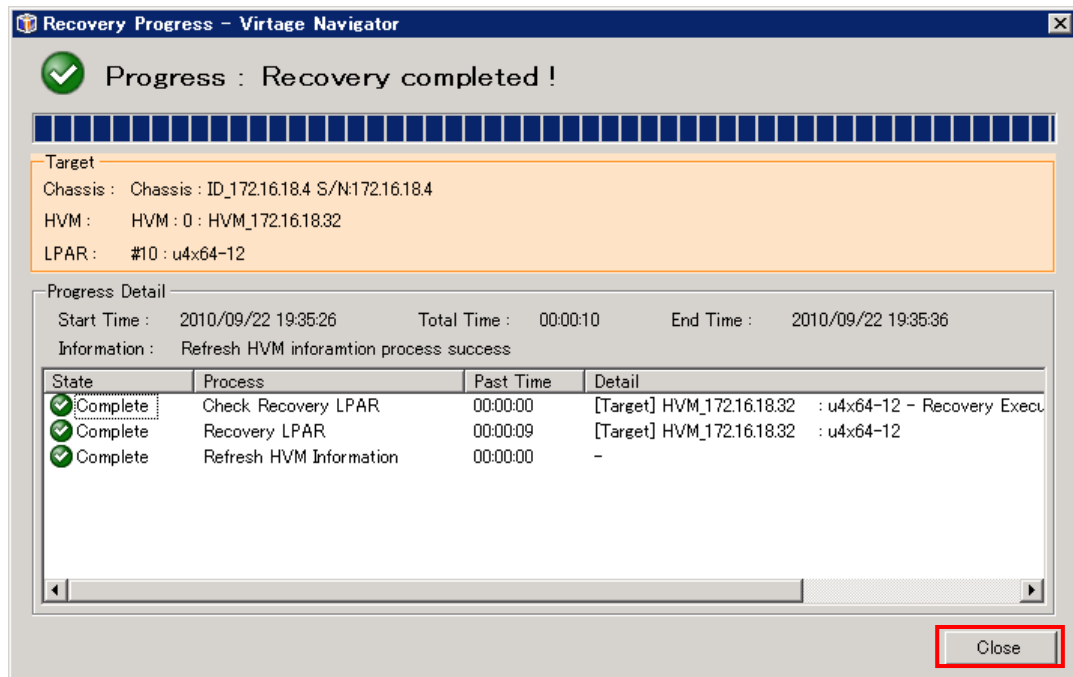 Recovery Progress - Virtage Navigator
Progress : Recovery completed !
Target
Chassis : Chassis : ID_172.16.18.4 S/N:172.16.18.4
HVM : HVM : 0 : HVM_172.16.18.32
LPAR : #10 : u4x64-12
Progress Detail
Start Time : 2010/09/22 19:35:26 Total Time : 00:00:10 End Time : 2010/09/22 19:35:36
Information : Refresh HVM inforamtion process success
State Process Past Time Detail
Complete Check Recovery LPAR 00:00:00 [Target] HVM_172.16.18.32 : u4x64-12 - Recovery Execu
Complete Recovery LPAR 00:00:09 [Target] HVM_172.16.18.32 : u4x64-12
Complete Refresh HVM Information 00:00:00 -
Close